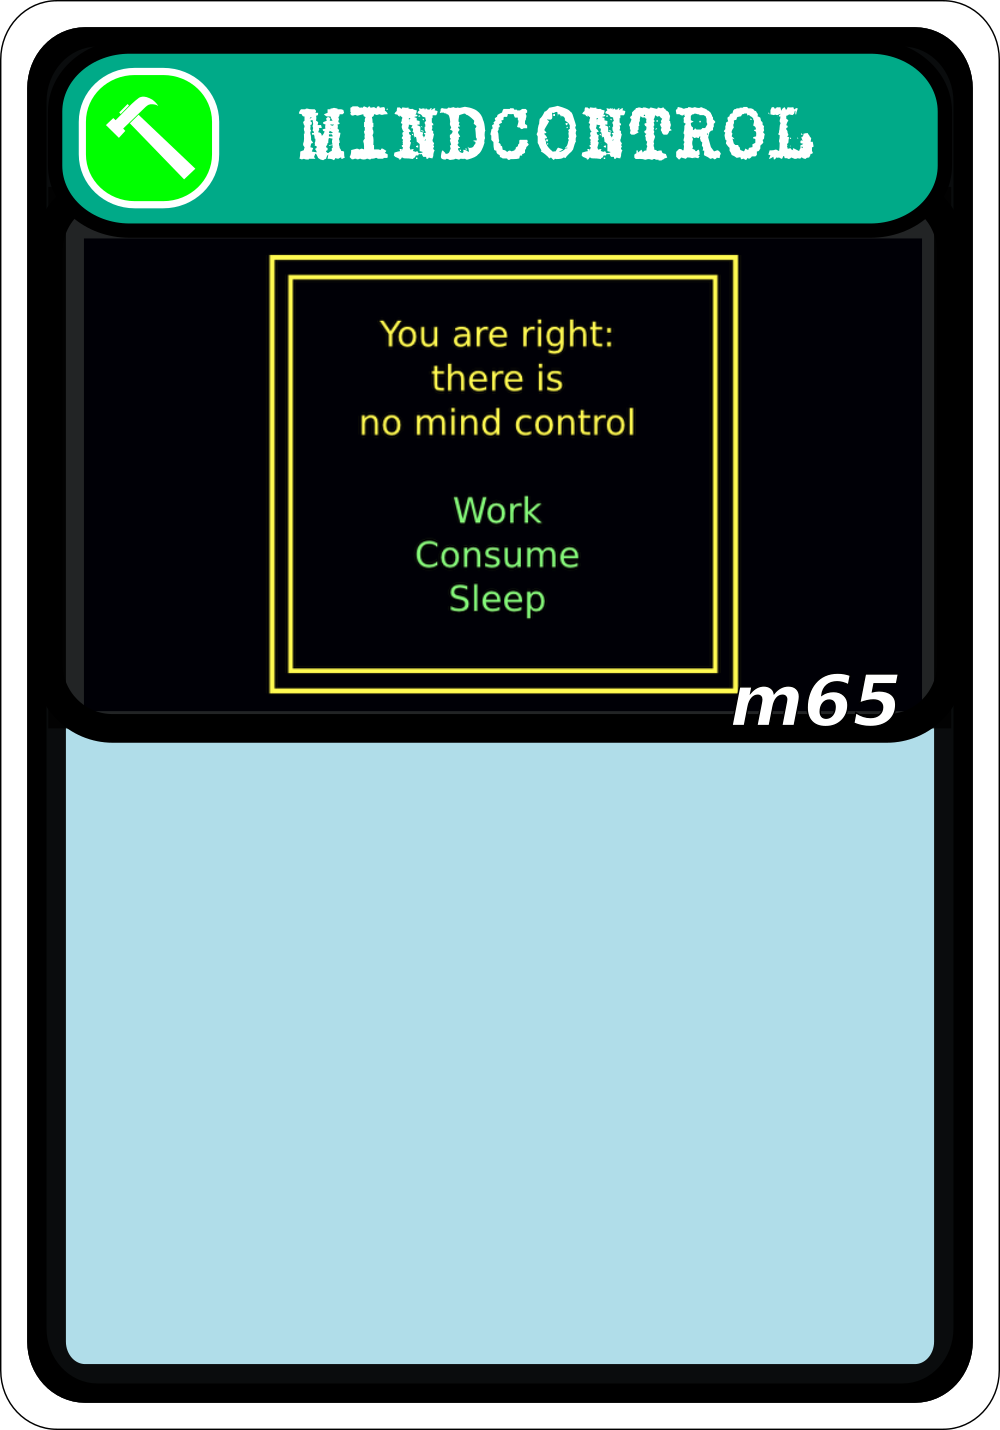 MINDCONTROL
You are right:
there is
no mind control
Work
Consume
Sleep
m65